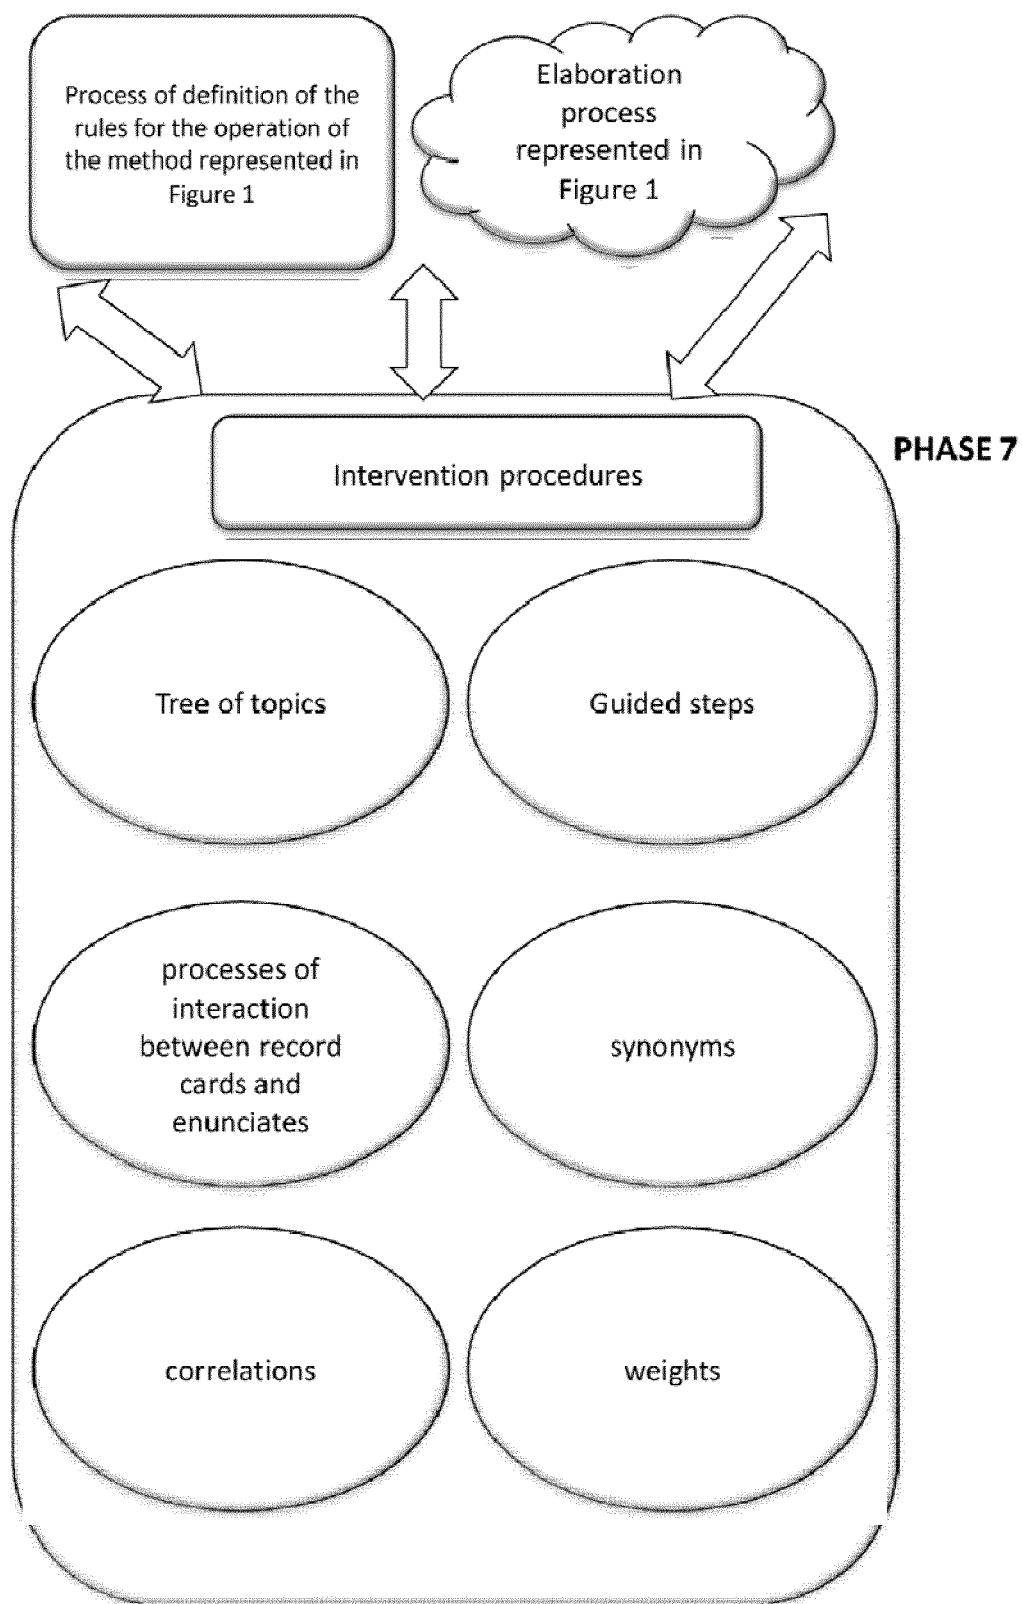 Process of definition of the
rules for the operation of
the method represented in
Figure 1
Elaboration
process
represented in
Figure 1
PHASE 7
Intervention procedures
Tree of topics
Guided steps
processes of
interaction
between record
cards and
enunciates
synonyms
correlations
weights